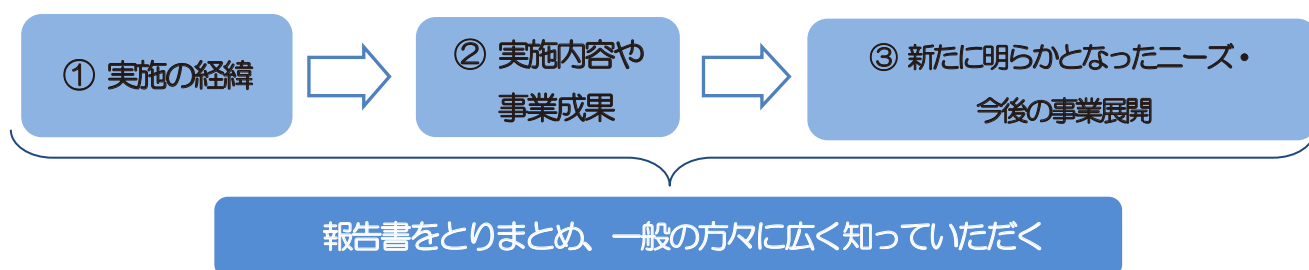 ① 実施の経緯
② 実施内容や
事業成果
③ 新たに明らかとなったニーズ・
今後の事業展開
報告書をとりまとめ、一般の方々に広く知っていただく